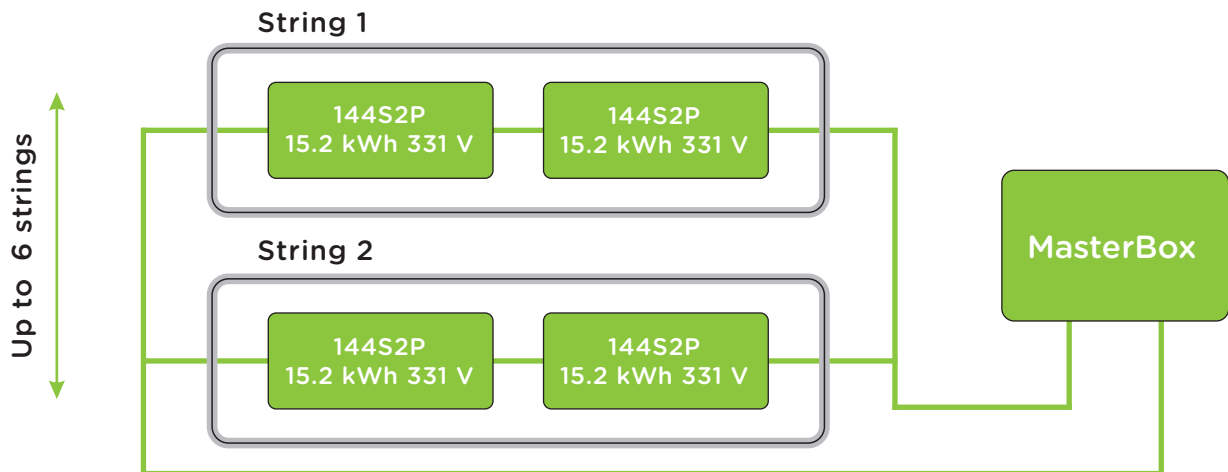 String 1
144S2P
15.2 kWh 331 V
144S2P
15.2 kWh 331 V
Up to 6 strings
MasterBox
String 2
144S2P
15.2 kWh 331 V
144S2P
15.2 kWh 331 V